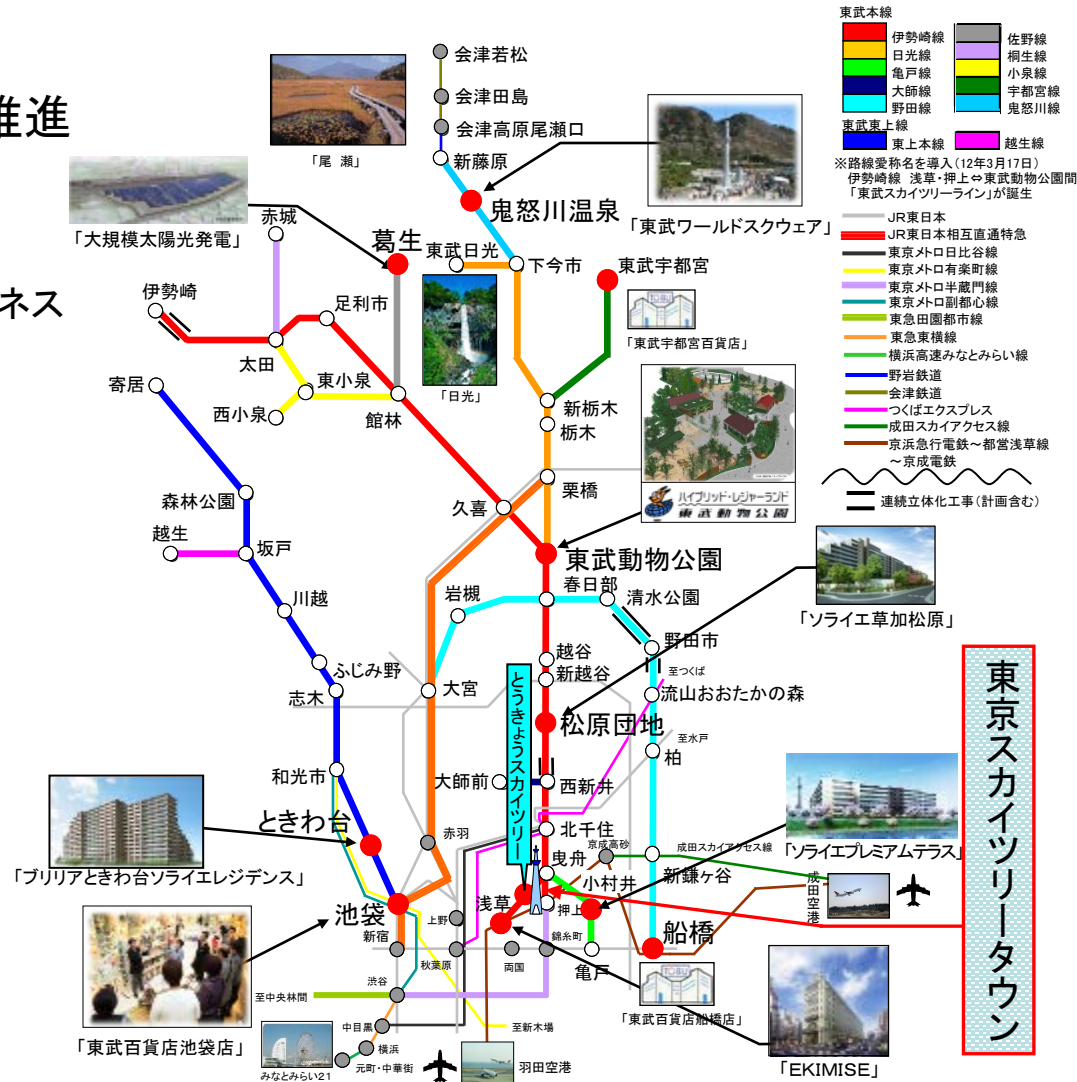 推進
ネス
東武本線
伊勢崎線
日光線
亀戸線
大師線
野田線
佐野線
桐生線
小泉線
宇都宮線
鬼怒川線
東武東上線
東上本線
越生線
※路線愛称名を導入(12年3月17日)
伊勢崎線 浅草・押上⇔東武動物公園間
「東武スカイツリーライン」が誕生
JR東日本
JR東日本相互直通特急
東京メトロ日比谷線
東京メトロ有楽町線
東京メトロ半蔵門線
東京メトロ副都心線
東急田園都市線
東急東横線
横浜高速みなとみらい線
野岩鉄道
会津鉄道
つくばエクスプレス
成田スカイアクセス線
京浜急行電鉄~都営浅草線
~京成電鉄
連続立体化工事(計画含む)
会津若松
会津田島
会津高原尾瀬口
新藤原
「尾 瀬」
鬼怒川温泉
「東武ワールドスクウェア」
「大規模太陽光発電」
赤城
葛生
東武日光
下今市
東武宇都宮
伊勢崎
足利市
TOBU
「東武宇都宮百貨店」
太田
東小泉
寄居
西小泉
館林
「日光」
新栃木
栃木
栗橋
久喜
ハイブリッド・レジャーランド
東武動物公園
森林公園
越生
坂戸
東武動物公園
川越
岩槻
春日部
清水公園
「ソライエ草加松原」
野田市
ふじみ野
越谷
新越谷
至つくば
志木
大宮
流山おおたかの森
とうきょうスカイツリー
松原団地
至水戸
柏
和光市
大師前
西新井
東京スカイツリータウン
ときわ台
赤羽
北千住
京成高砂
成田スカイアクセス線
「ソライエプレミアムテラス」
「ブリリアときわ台ソライエレジデンス」
曳舟
小村井
新鎌ヶ谷
成田空港
池袋
上野
浅草
押上
新宿
秋葉原
両国
錦糸町
亀戸
船橋
渋谷
至中央林間
TOBU
「東武百貨店船橋店」
中目黒
至新木場
「東武百貨店池袋店」
横浜
元町・中華街
みなとみらい21
羽田空港
「EKIMISE」